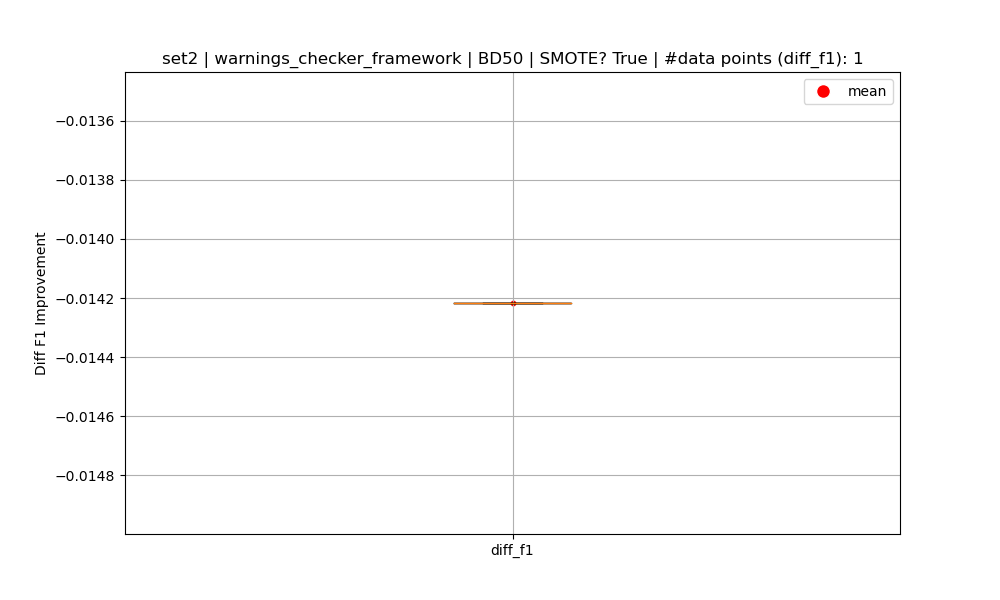 set2 | warnings_checker_framework | BD50 | SMOTE? True | #data points (diff_f1): 1
mean
−0.0136
−0.0138
−0.0140
−0.0142
−0.0144
−0.0146
−0.0148
Diff F1 Improvement
diff_f1